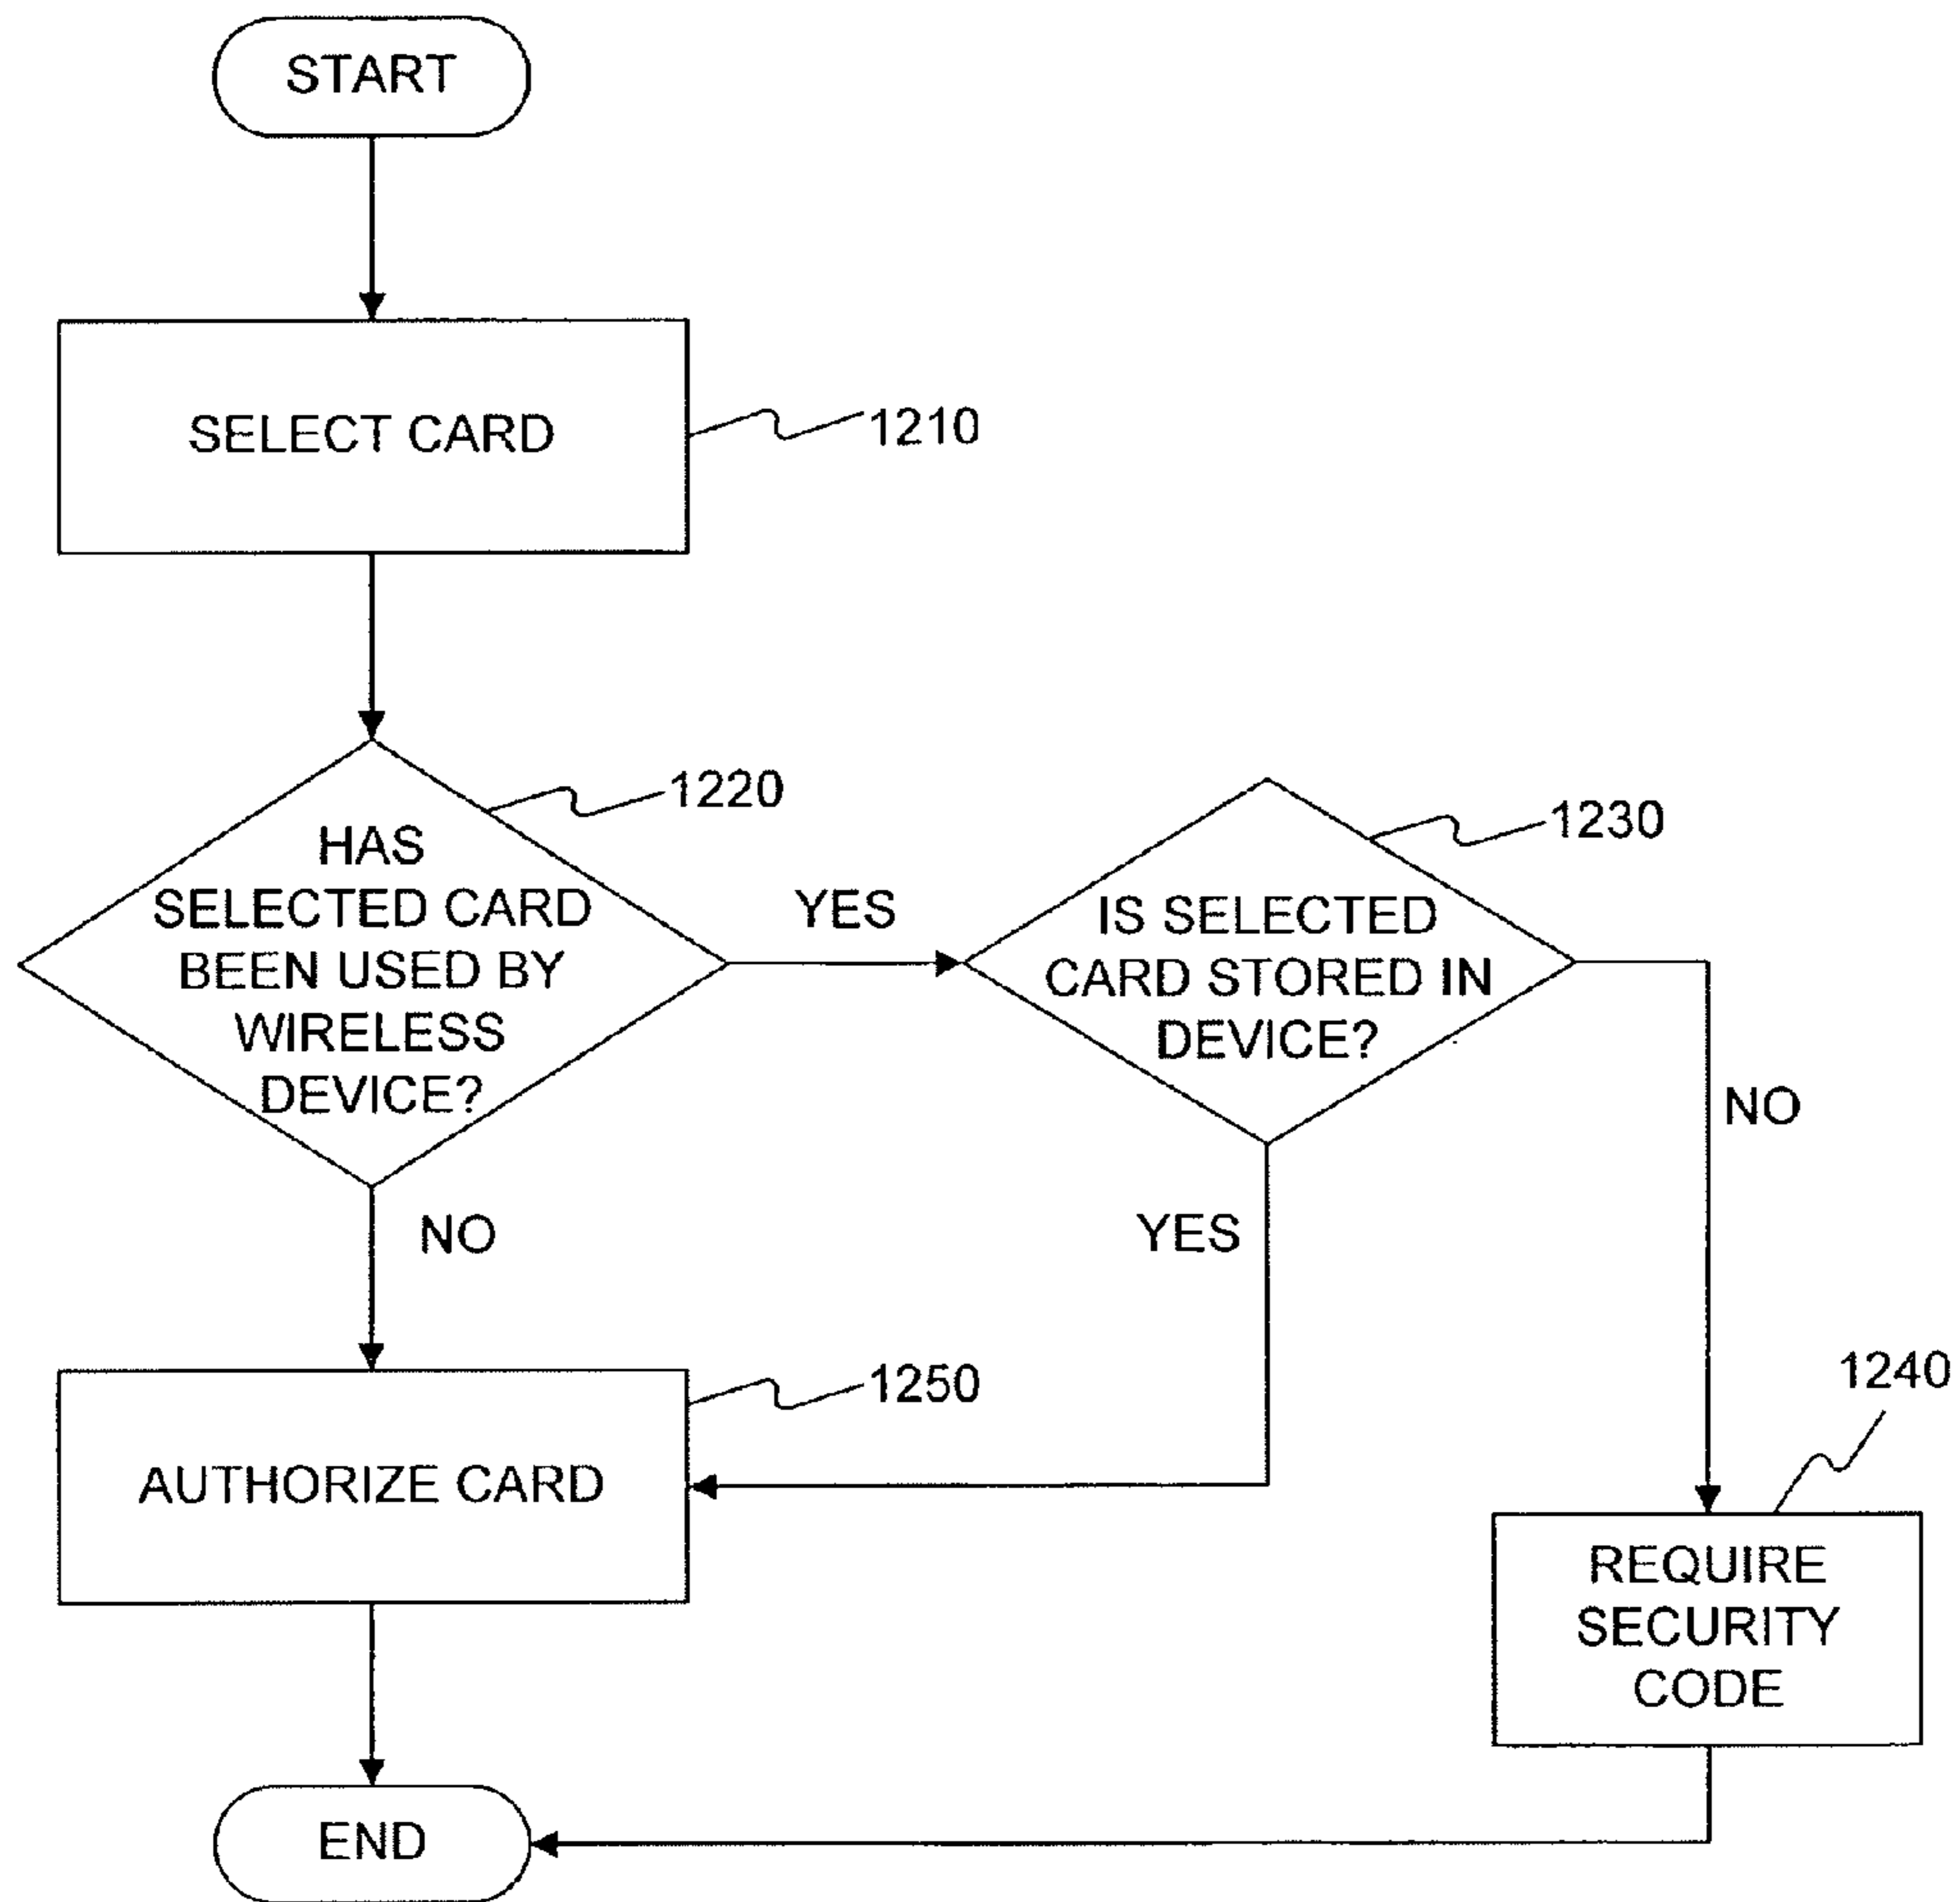 START
SELECT CARD
1210
HAS
SELECTED CARD
BEEN USED BY
WIRELESS
DEVICE?
1220
YES
IS SELECTED
CARD STORED IN
DEVICE?
1230
NO
YES
NO
AUTHORIZE CARD
1250
1240
REQUIRE
SECURITY
CODE
END